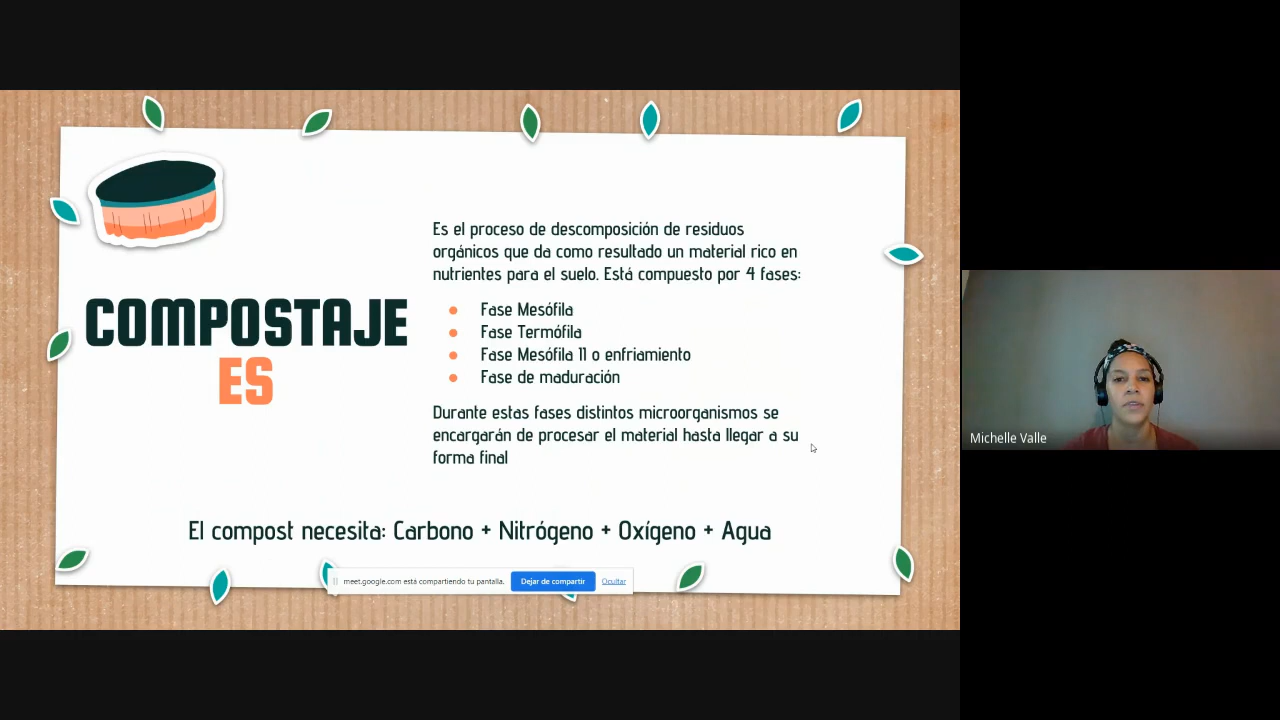 COMPOSTAJE
ES
Es el proceso de descomposición de residuos
orgánicos que da como resultado un material rico en
nutrientes para el suelo. Está compuesto por 4 fases:
● Fase Mesófila
● Fase Termófila
● Fase Mesófila 11 o enfriamiento
● Fase de maduración
Durante estas fases distintos microorganismos se
encargarán de procesar el material hasta llegar a su
forma final
El compost necesita: Carbono + Nitrógeno + Oxígeno + Agua
meet.google.com está compartiendo tu pantalla. Dejar de compartir Ocultar
Michelle Valle